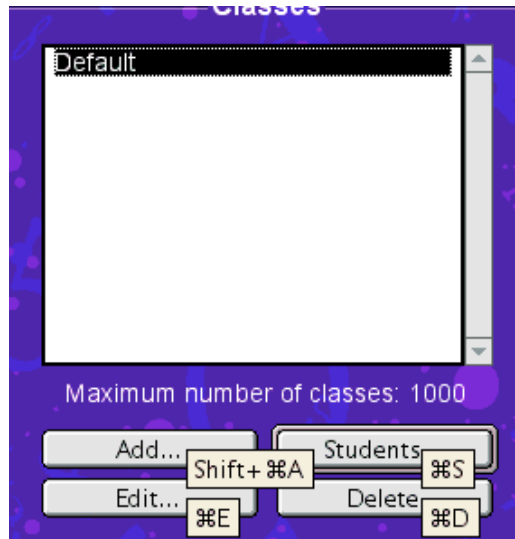 Classes
Default
Maximum number of classes: 1000
Add... Students
Shift+⌘A ⌘S
Edit... Delete
⌘E ⌘D